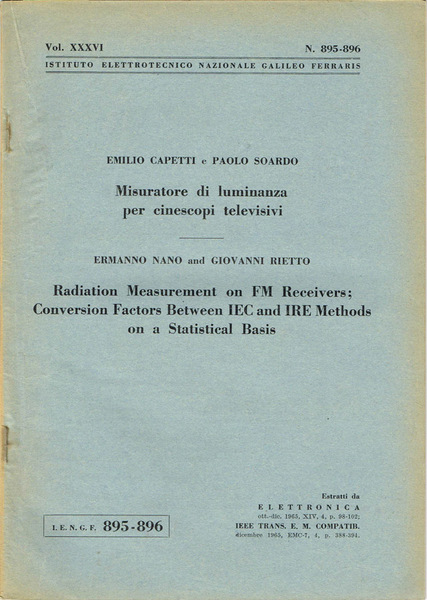 Vol. XXXVI N. 895-896
ISTITUTO ELETTROTECNICO NAZIONALE GALILEO FERRARIS
EMILIO CAPETTI e PAOLO SOARDO
Misuratore di luminanza
per cinescopi televisivi
ERMANNO NANO and GIOVANNI RIETTO
Radiation Measurement on FM Receivers;
Conversion Factors Between IEC and IRE Methods
on a Statistical Basis
Estratti da
ELETTRONICA
ott.-dic. 1965, XIV, 4, p. 98-102;
IEEE TRANS. E. M. COMPATIB.
dicembre 1965, EMC-7, 4, p. 388-394.
I. E. N. G. F. 895-896